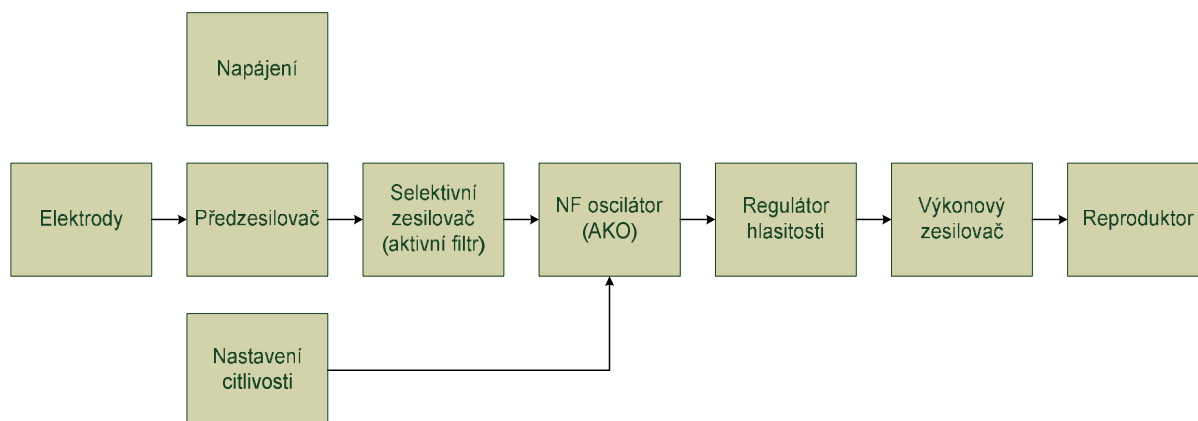 Napájení
Elektrody
Předzesilovač
Selektivní
zesilovač
(aktivní filtr)
NF oscilátor
(AKO)
Regulátor
hlasitosti
Výkonový
zesilovač
Reproduktor
Nastavení
citlivosti